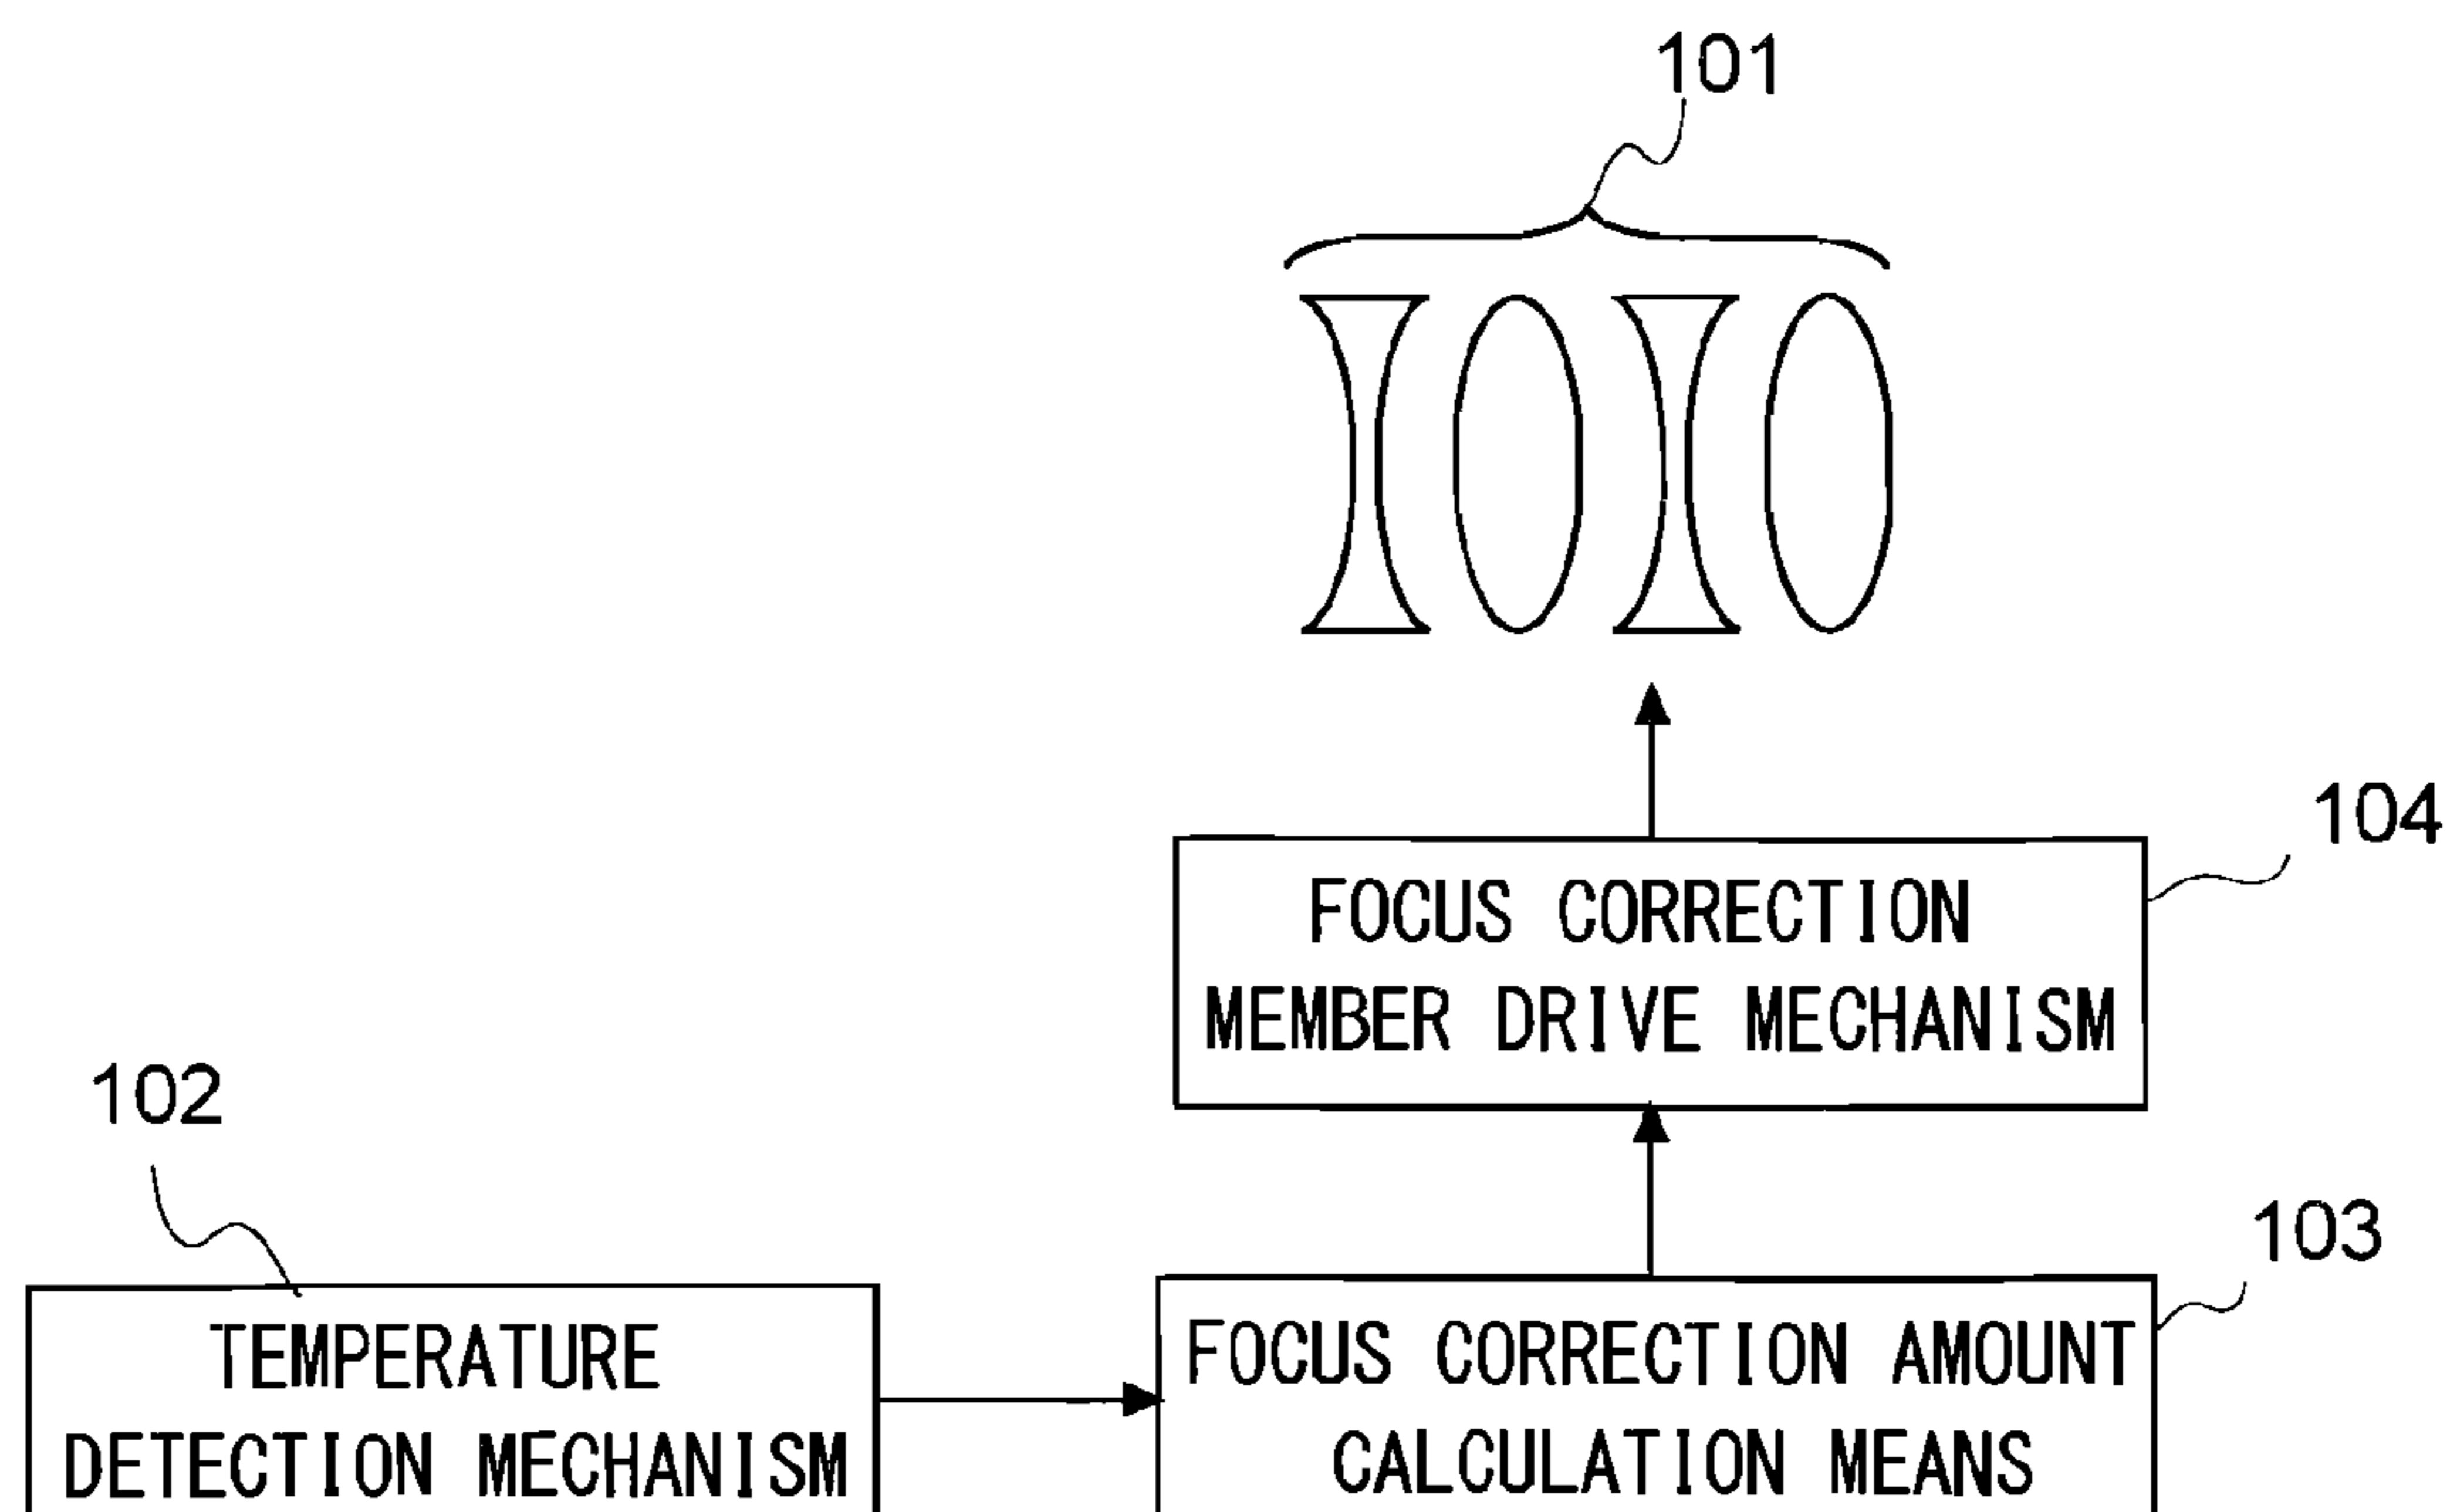 101
104
FOCUS CORRECTION
MEMBER DRIVE MECHANISM
102
103
TEMPERATURE
DETECTION MECHANISM
FOCUS CORRECTION AMOUNT
CALCULATION MEANS